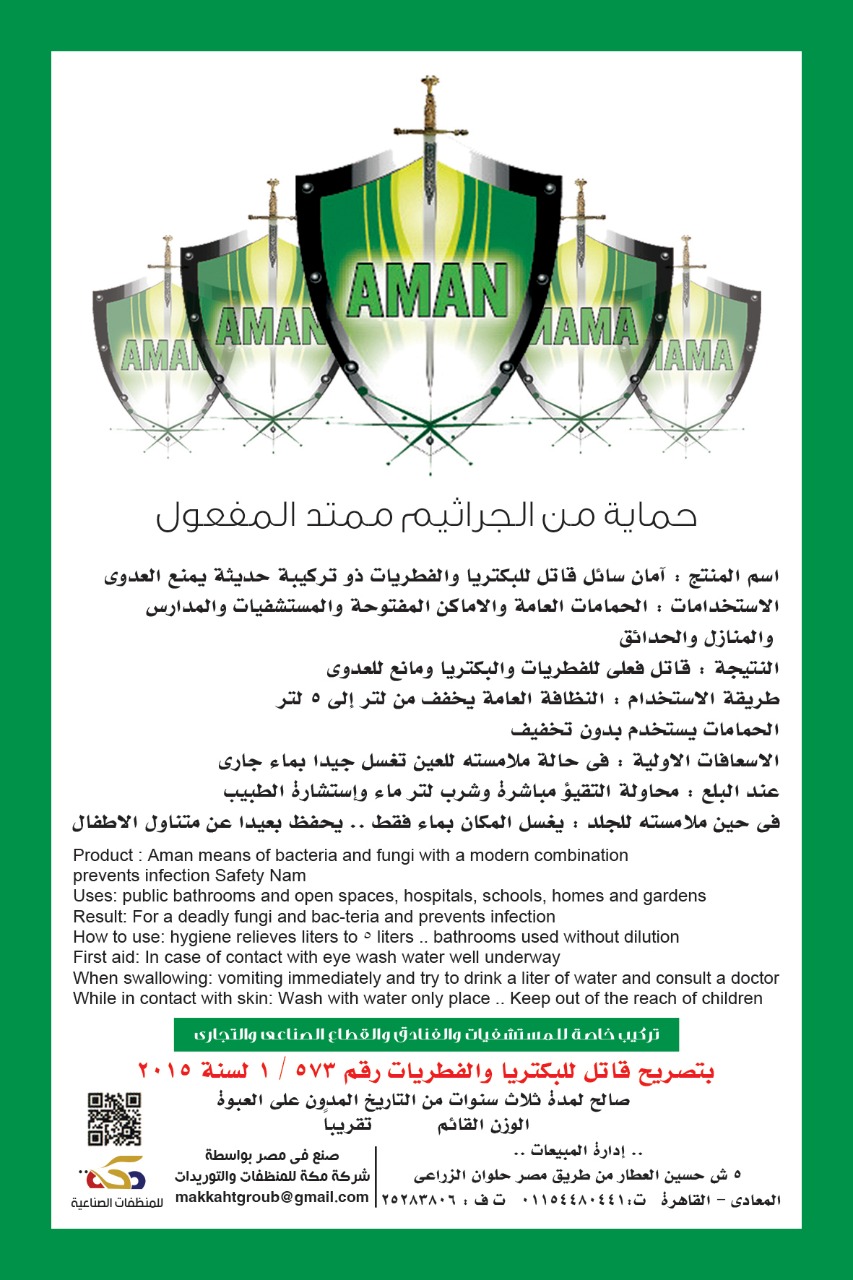 AMAN
AMAN
AMAN
MAMA
MAMA
حماية من الجراثيم ممتد المفعول
اسم المنتج : آمان سائل قاتل للبكتريا والفطريات ذو تركيبة حديثة يمنع العدوى
الاستخدامات : الحمامات العامة والاماكن المفتوحة والمستشفيات والمدارس
والمنازل والحدائق
النتيجة : قاتل فعلى للفطريات والبكتريا ومانع للعدوى
طريقة الاستخدام : النظافة العامة يخفف من لتر إلى ٥ لتر
الحمامات يستخدم بدون تخفيف
الاسعافات الاولية : فى حالة ملامسته للعين تغسل جيدا بماء جارى
عند البلع : محاولة التقيؤ مباشرة وشرب لتر ماء وإستشارة الطبيب
فى حين ملامسته للجلد : يغسل المكان بماء فقط .. يحفظ بعيدا عن متناول الاطفال
Product : Aman means of bacteria and fungi with a modern combination
prevents infection Safety Nam
Uses: public bathrooms and open spaces, hospitals, schools, homes and gardens
Result: For a deadly fungi and bac-teria and prevents infection
How to use: hygiene relieves liters to ٥ liters .. bathrooms used without dilution
First aid: In case of contact with eye wash water well underway
When swallowing: vomiting immediately and try to drink a liter of water and consult a doctor
While in contact with skin: Wash with water only place .. Keep out of the reach of children
تركيب خاصة للمستشفيات والفنادق والقطاع الصناعى والتجارى
بتصريح قاتل للبكتريا والفطريات رقم ٥٧٣ / ١ لسنة ٢٠١٥
صالح لمدة ثلاث سنوات من التاريخ المدون على العبوة
الوزن القائم تقريباً
.. إدارة المبيعات ..
٥ ش حسين العطار من طريق مصر حلوان الزراعى
المعادى - القاهرة ت: ٠١١٥٤٤٨٠٤٤١ ت ف : ٢٥٢٨٣٨٠٦
صنع فى مصر بواسطة
شركة مكة للمنظفات والتوريدات
makkahtgroub@gmail.com
مكة
للمنظفات الصناعية